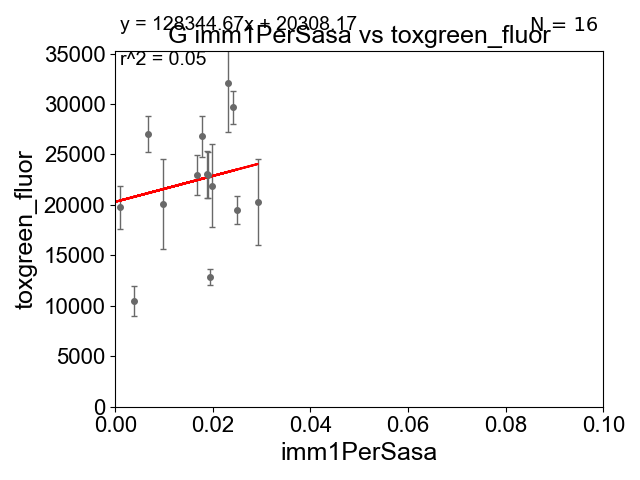 y = 128344.67x + 20308.17
N = 16
G imm1PerSasa vs toxgreen_fluor
r^2 = 0.05
35000
30000
25000
20000
15000
10000
5000
0
toxgreen_fluor
0.00 0.02 0.04 0.06 0.08 0.10
imm1PerSasa